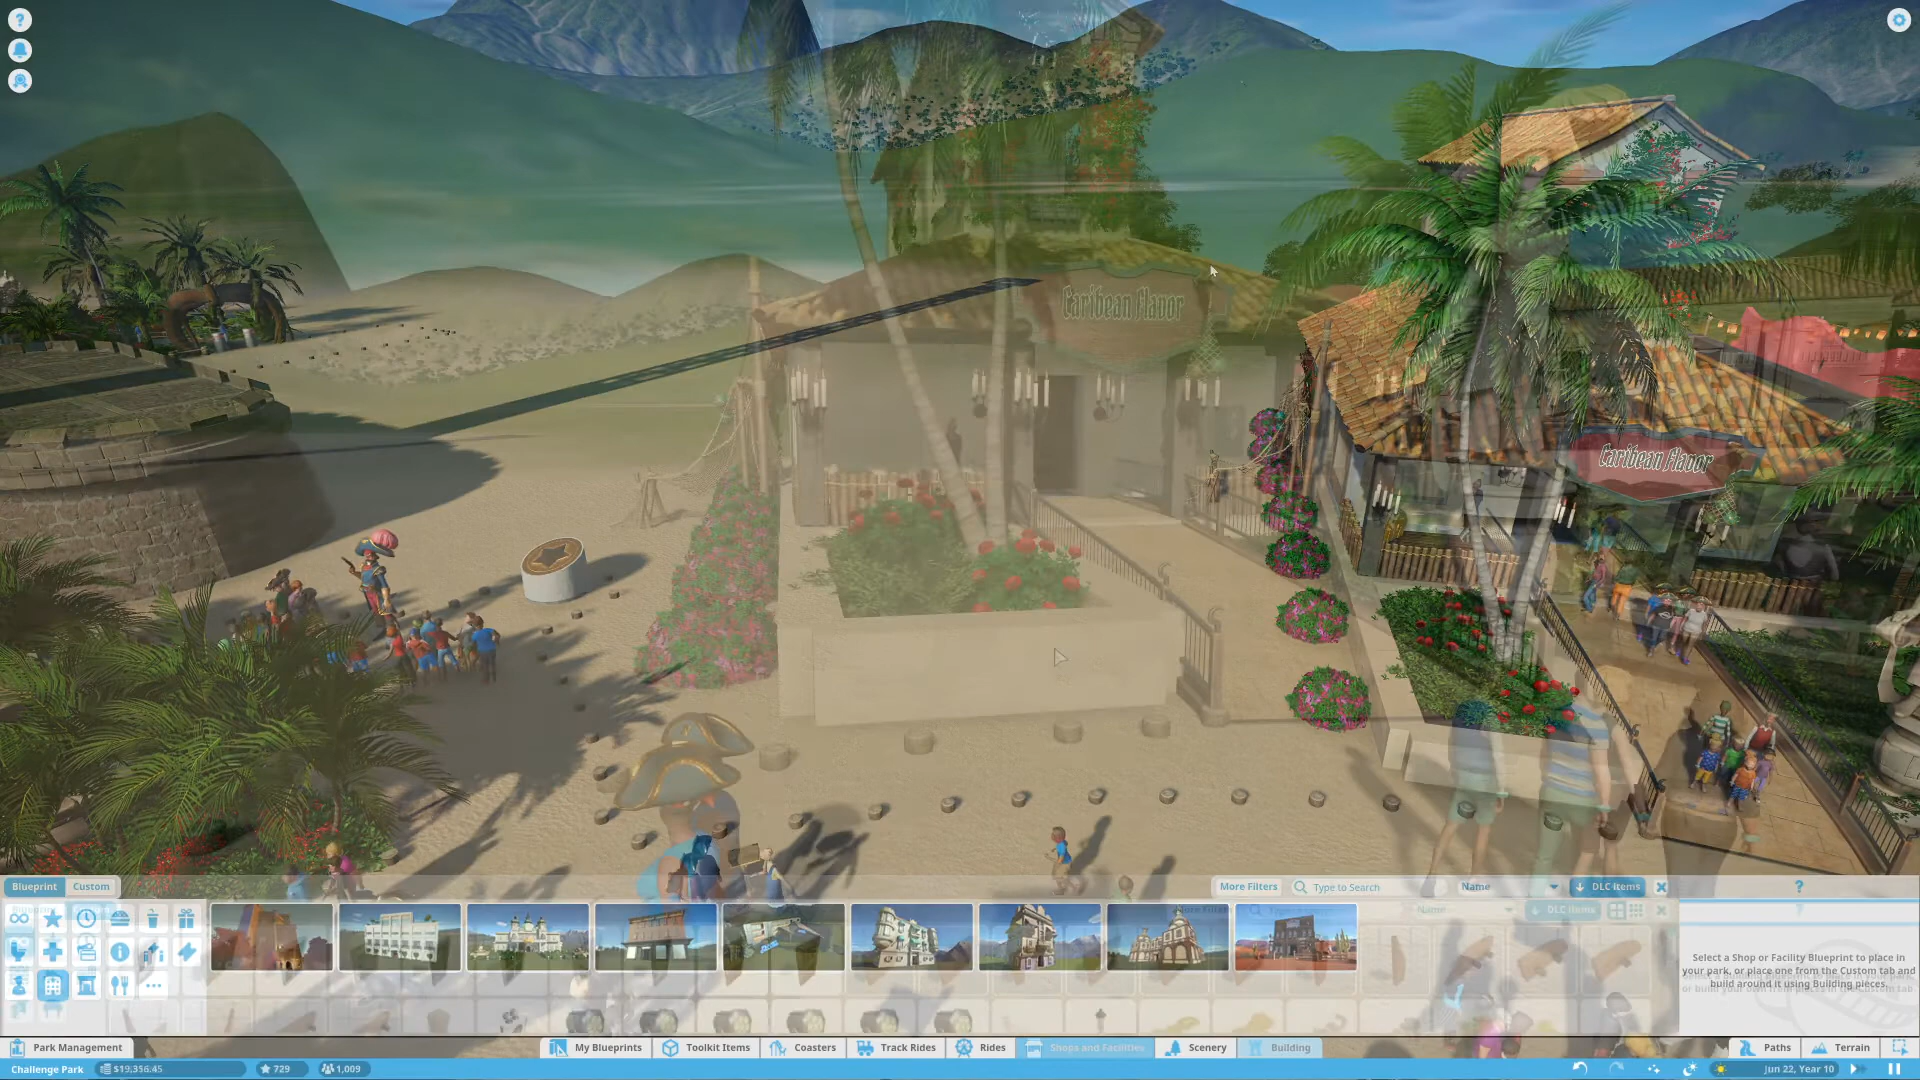 Caribean Flavor
Caribean Flavor
Blueprint
Custom
More Filters
Type to Search
Name
DLC Items
?
Name
DLC Items
Select a Shop or Facility Blueprint to place in
your park, or place one from the Custom tab and
build around it using Building pieces.
Park Management
My Blueprints
Toolkit Items
Coasters
Track Rides
Rides
Shops and Facilities
Scenery
Building
Paths
Terrain
Challenge Park
$19,356.45
729
1,009
Jun 22, Year 10